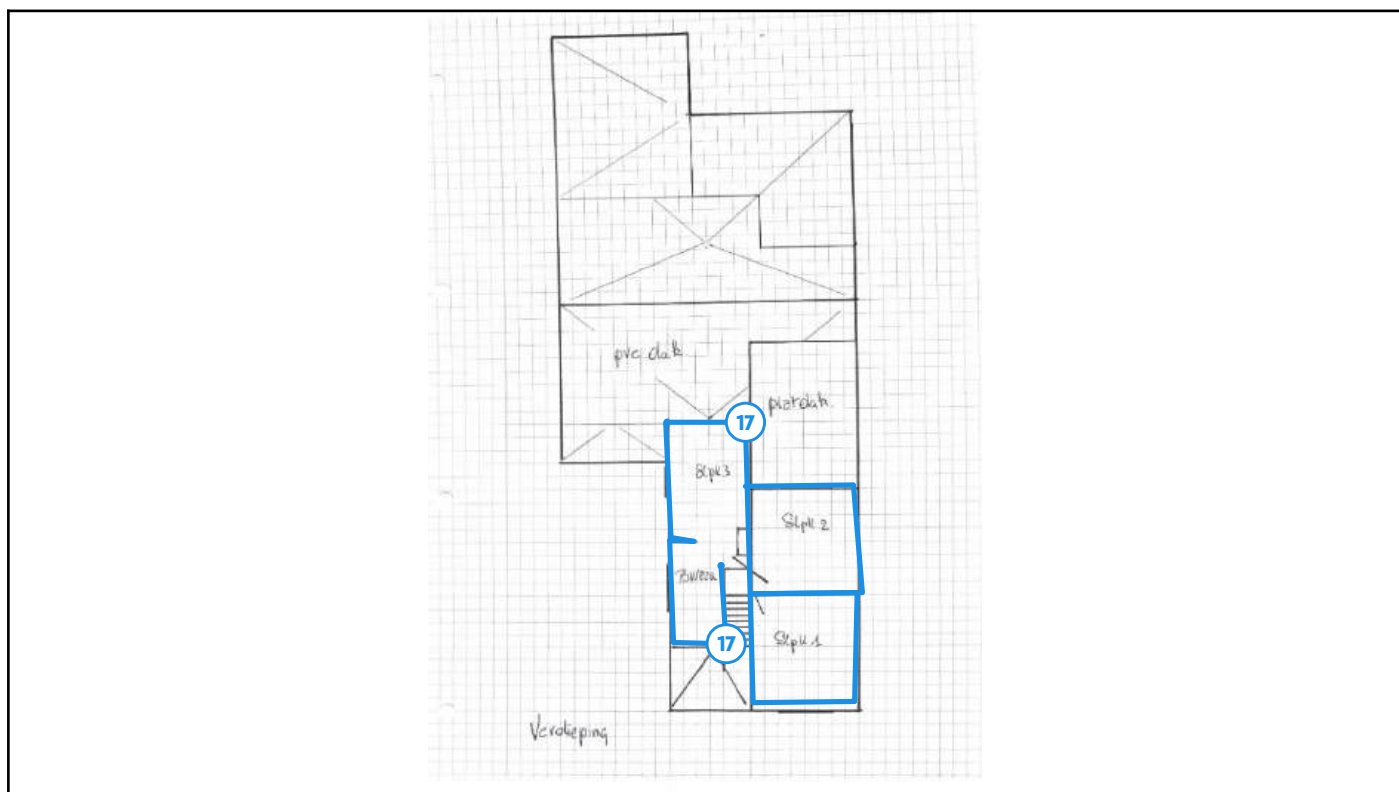 pvc dak
platdak.
17
Slpk 3
Slpk 2
Bureau
Slpk 1
17
Verdieping